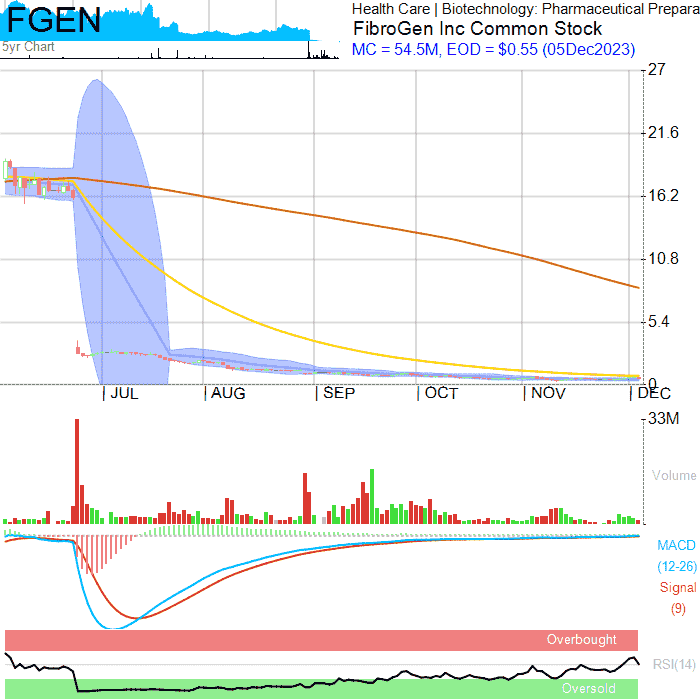 FGEN
5yr Chart
Health Care | Biotechnology: Pharmaceutical Prepara
FibroGen Inc Common Stock
MC = 54.5M, EOD = $0.55 (05Dec2023)
27
21.6
16.2
10.8
5.4
0
JUL
AUG
SEP
OCT
NOV
DEC
33M
Volume
MACD
(12-26)
Signal
(9)
Overbought
RSI(14)
Oversold